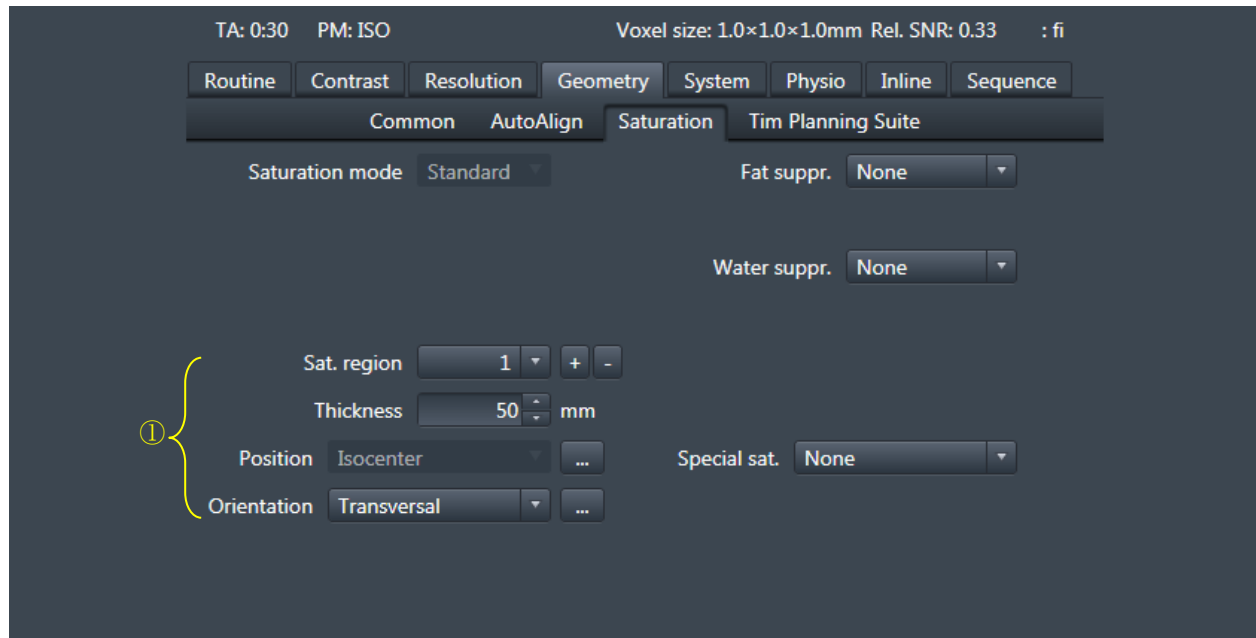 TA: 0:30 PM: ISO Voxel size: 1.0×1.0×1.0mm Rel. SNR: 0.33 : fi
Routine Contrast Resolution Geometry System Physio Inline Sequence
Common AutoAlign Saturation Tim Planning Suite
Saturation mode Standard Fat suppr. None
Water suppr. None
Sat. region 1 + -
Thickness 50 mm
①
Position Isocenter ... Special sat. None
Orientation Transversal ...